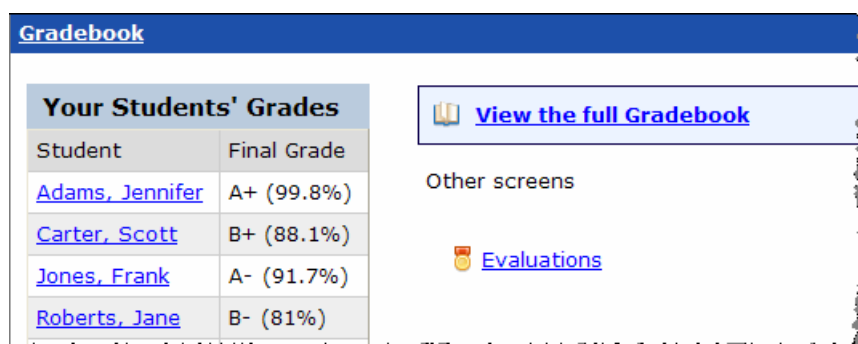 Gradebook
Your Students' Grades
Student Final Grade
Adams, Jennifer A+ (99.8%)
Carter, Scott B+ (88.1%)
Jones, Frank A- (91.7%)
Roberts, Jane B- (81%)
View the full Gradebook
Other screens
Evaluations